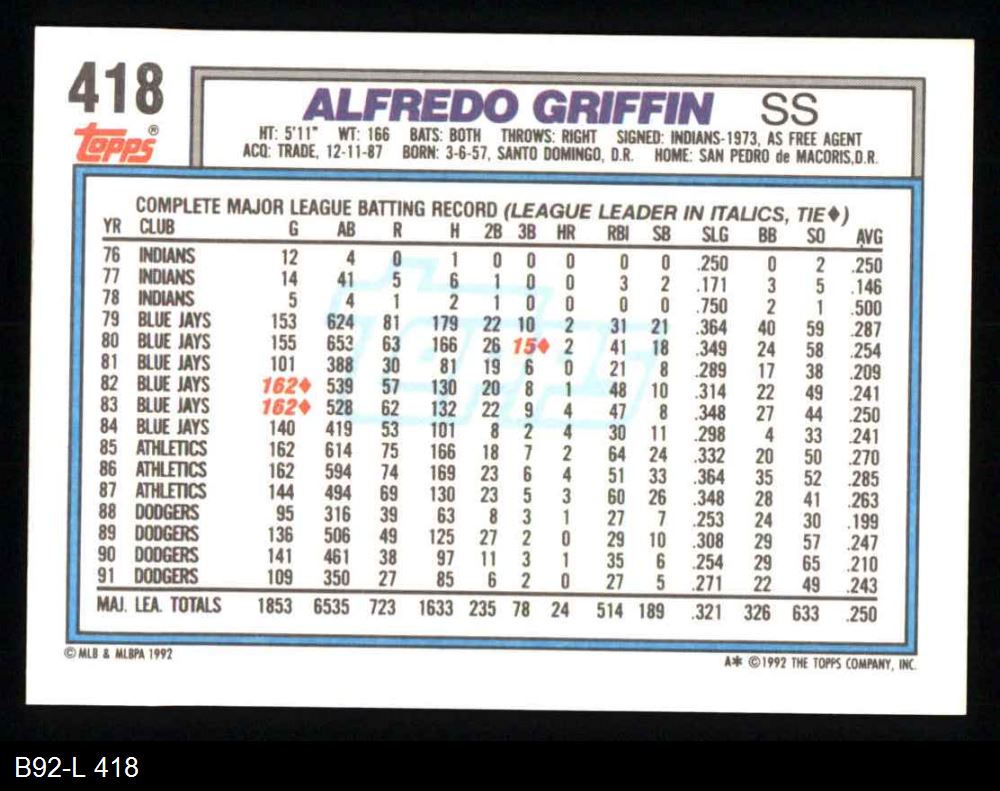 418
topps®
ALFREDO GRIFFIN SS
HT: 5'11" WT: 166 BATS: BOTH THROWS: RIGHT SIGNED: INDIANS-1973, AS FREE AGENT
ACQ: TRADE, 12-11-87 BORN: 3-6-57, SANTO DOMINGO, D.R. HOME: SAN PEDRO de MACORIS,D.R.
COMPLETE MAJOR LEAGUE BATTING RECORD (LEAGUE LEADER IN ITALICS, TIE♦)
YR CLUB G AB R H 2B 3B HR RBI SB SLG BB SO AVG
76 INDIANS 12 4 0 1 0 0 0 0 0 .250 0 2 .250
77 INDIANS 14 41 5 6 1 0 0 3 2 .171 3 5 .146
78 INDIANS 5 4 1 2 1 0 0 0 0 .750 2 1 .500
79 BLUE JAYS 153 624 81 179 22 10 2 31 21 .364 40 59 .287
80 BLUE JAYS 155 653 63 166 26 15♦ 2 41 18 .349 24 58 .254
81 BLUE JAYS 101 388 30 81 19 6 0 21 8 .289 17 38 .209
82 BLUE JAYS 162♦ 539 57 130 20 8 1 48 10 .314 22 49 .241
83 BLUE JAYS 162♦ 528 62 132 22 9 4 47 8 .348 27 44 .250
84 BLUE JAYS 140 419 53 101 8 2 4 30 11 .298 4 33 .241
85 ATHLETICS 162 614 75 166 18 7 2 64 24 .332 20 50 .270
86 ATHLETICS 162 594 74 169 23 6 4 51 33 .364 35 52 .285
87 ATHLETICS 144 494 69 130 23 5 3 60 26 .348 28 41 .263
88 DODGERS 95 316 39 63 8 3 1 27 7 .253 24 30 .199
89 DODGERS 136 506 49 125 27 2 0 29 10 .308 29 57 .247
90 DODGERS 141 461 38 97 11 3 1 35 6 .254 29 65 .210
91 DODGERS 109 350 27 85 6 2 0 27 5 .271 22 49 .243
MAJ. LEA. TOTALS 1853 6535 723 1633 235 78 24 514 189 .321 326 633 .250
topps
© MLB & MLBPA 1992
A* ©1992 THE TOPPS COMPANY, INC.
B92-L 418